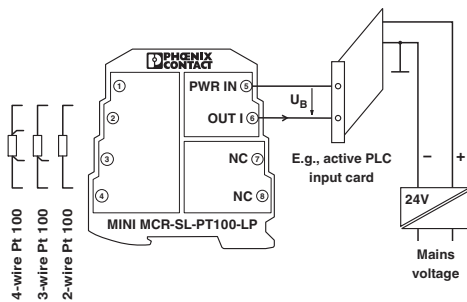 PHŒNIX
CONTACT
1
PWR IN 5
2
OUT I 6
U_B
3
NC 7
4
NC 8
MINI MCR-SL-PT100-LP
4-wire Pt 100
3-wire Pt 100
2-wire Pt 100
E.g., active PLC
input card
– +
24V
Mains
voltage